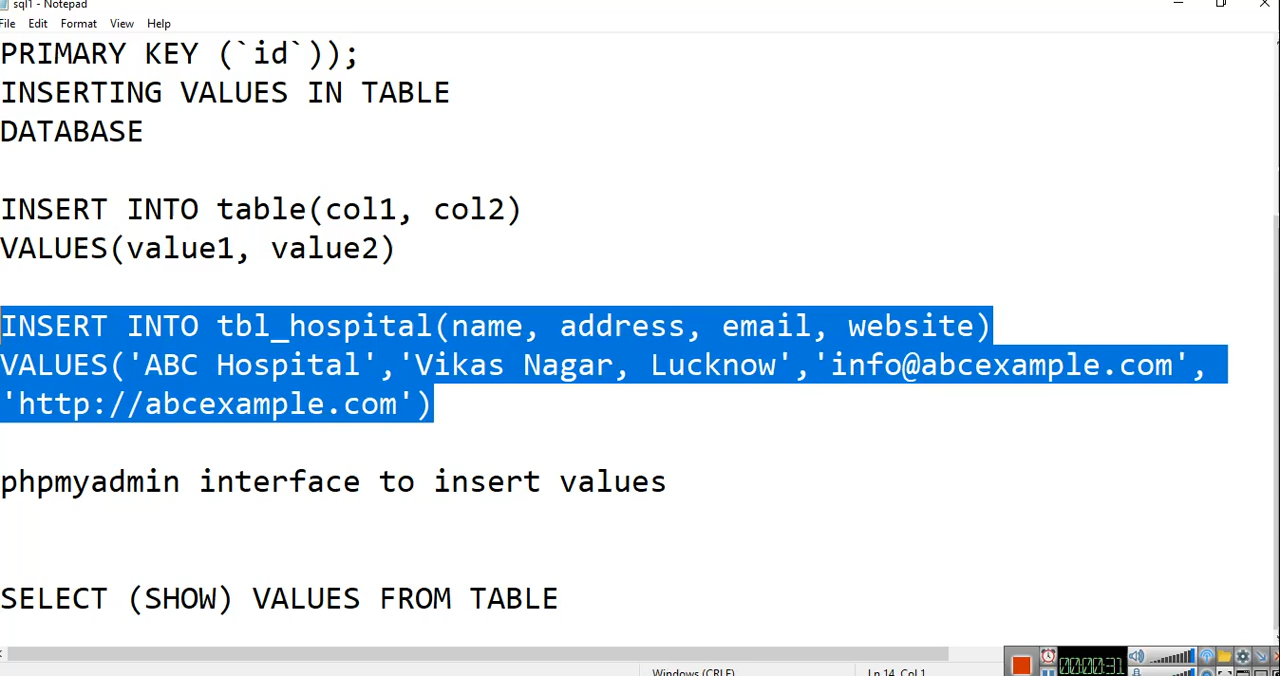 sql1 - Notepad
File Edit Format View Help
PRIMARY KEY (`id`));
INSERTING VALUES IN TABLE
DATABASE
INSERT INTO table(col1, col2)
VALUES(value1, value2)
INSERT INTO tbl_hospital(name, address, email, website)
VALUES('ABC Hospital','Vikas Nagar, Lucknow','info@abcexample.com',
'http://abcexample.com')
phpmyadmin interface to insert values
SELECT (SHOW) VALUES FROM TABLE
00:00:31
Windows (CRLF) Ln 14, Col 1